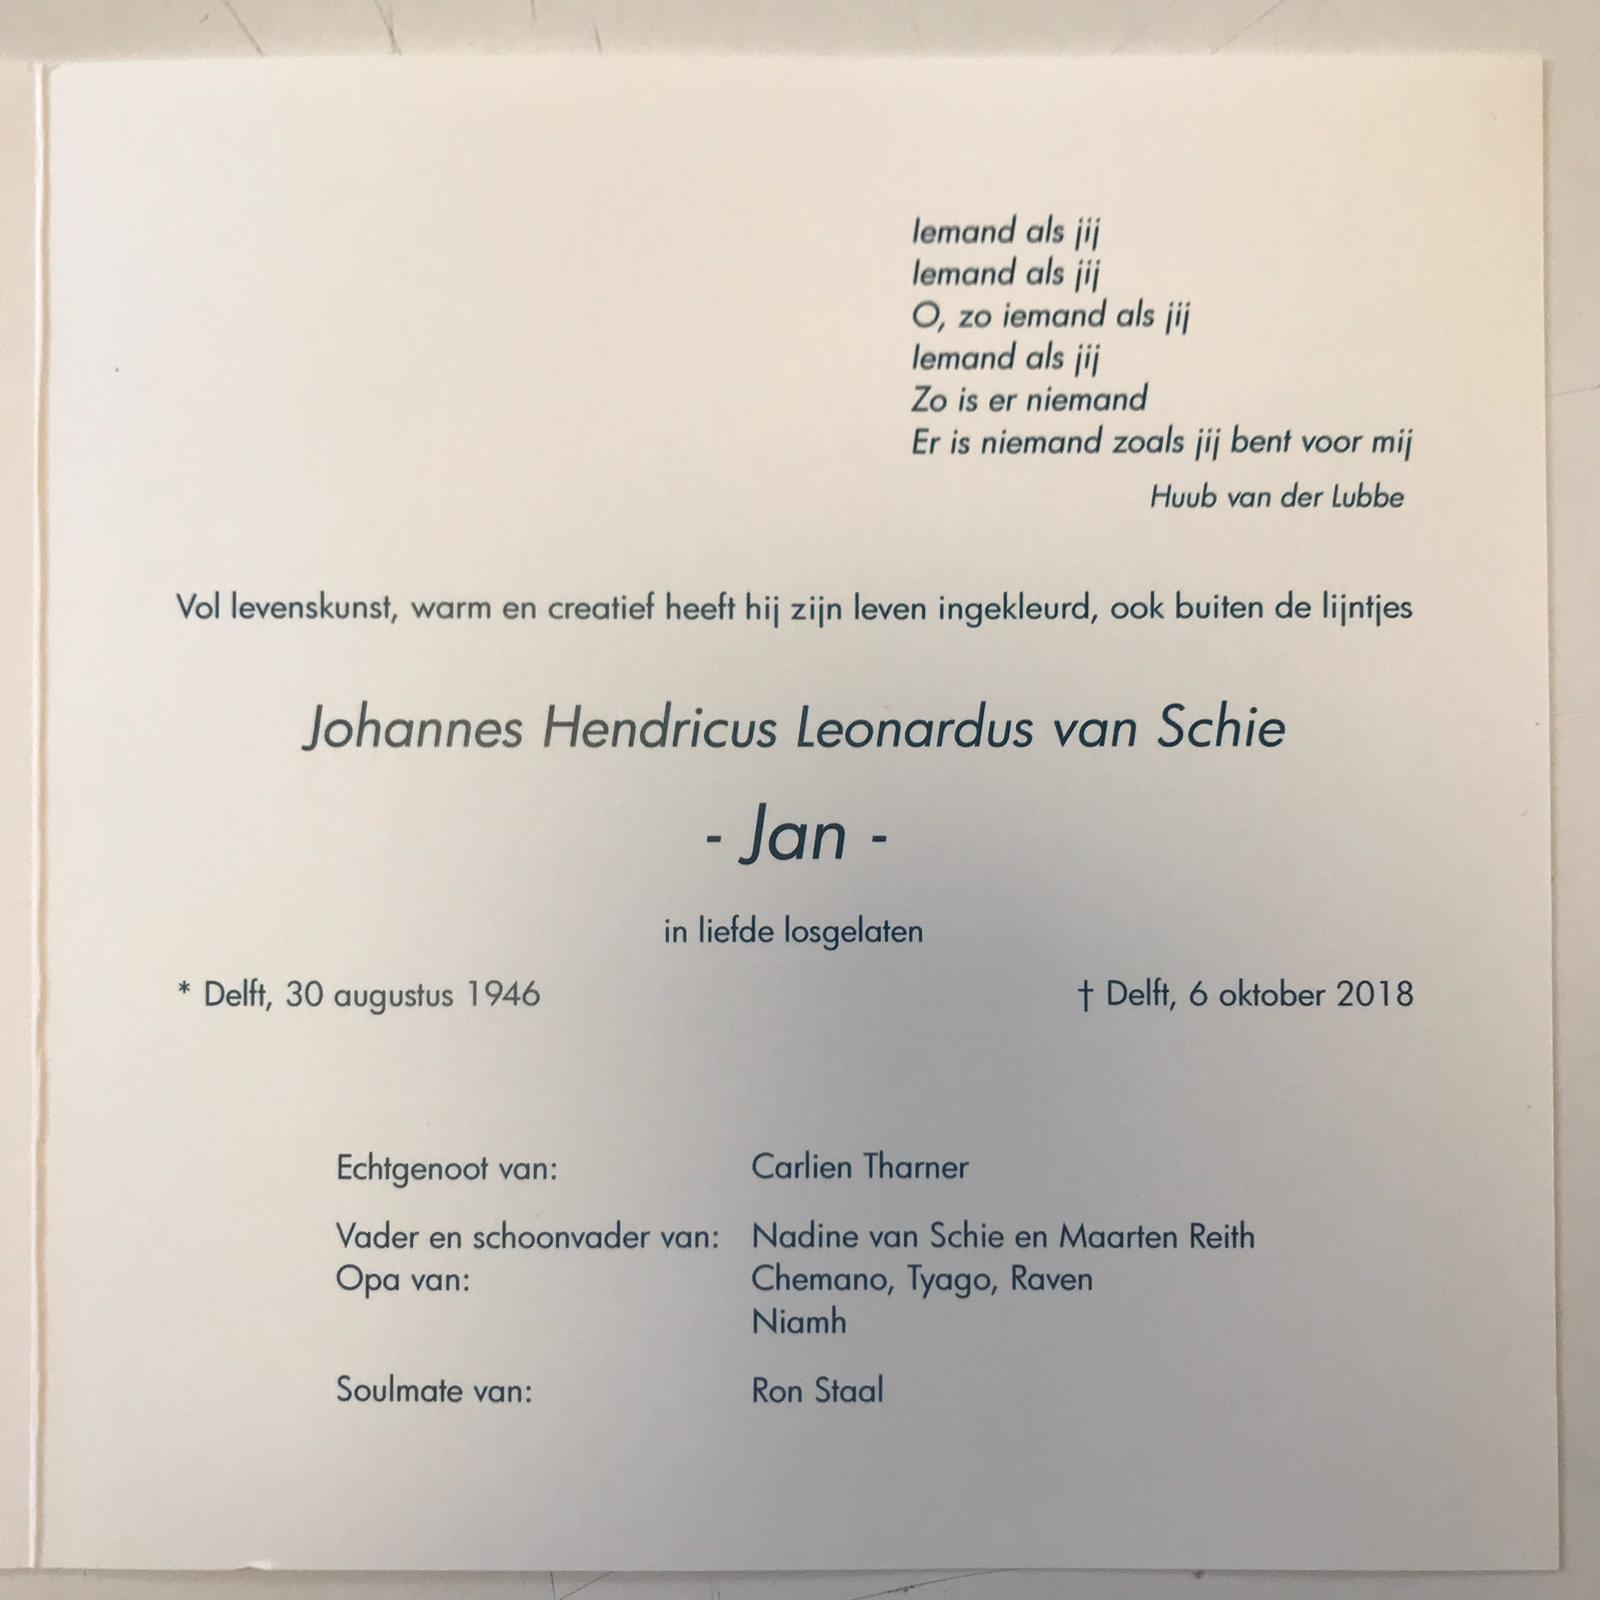 Iemand als jij
Iemand als jij
O, zo iemand als jij
Iemand als jij
Zo is er niemand
Er is niemand zoals jij bent voor mij
Huub van der Lubbe
Vol levenskunst, warm en creatief heeft hij zijn leven ingekleurd, ook buiten de lijntjes
Johannes Hendricus Leonardus van Schie
- Jan -
in liefde losgelaten
* Delft, 30 augustus 1946 † Delft, 6 oktober 2018
Echtgenoot van: Carlien Tharner
Vader en schoonvader van: Nadine van Schie en Maarten Reith
Opa van: Chemano, Tyago, Raven
Niamh
Soulmate van: Ron Staal